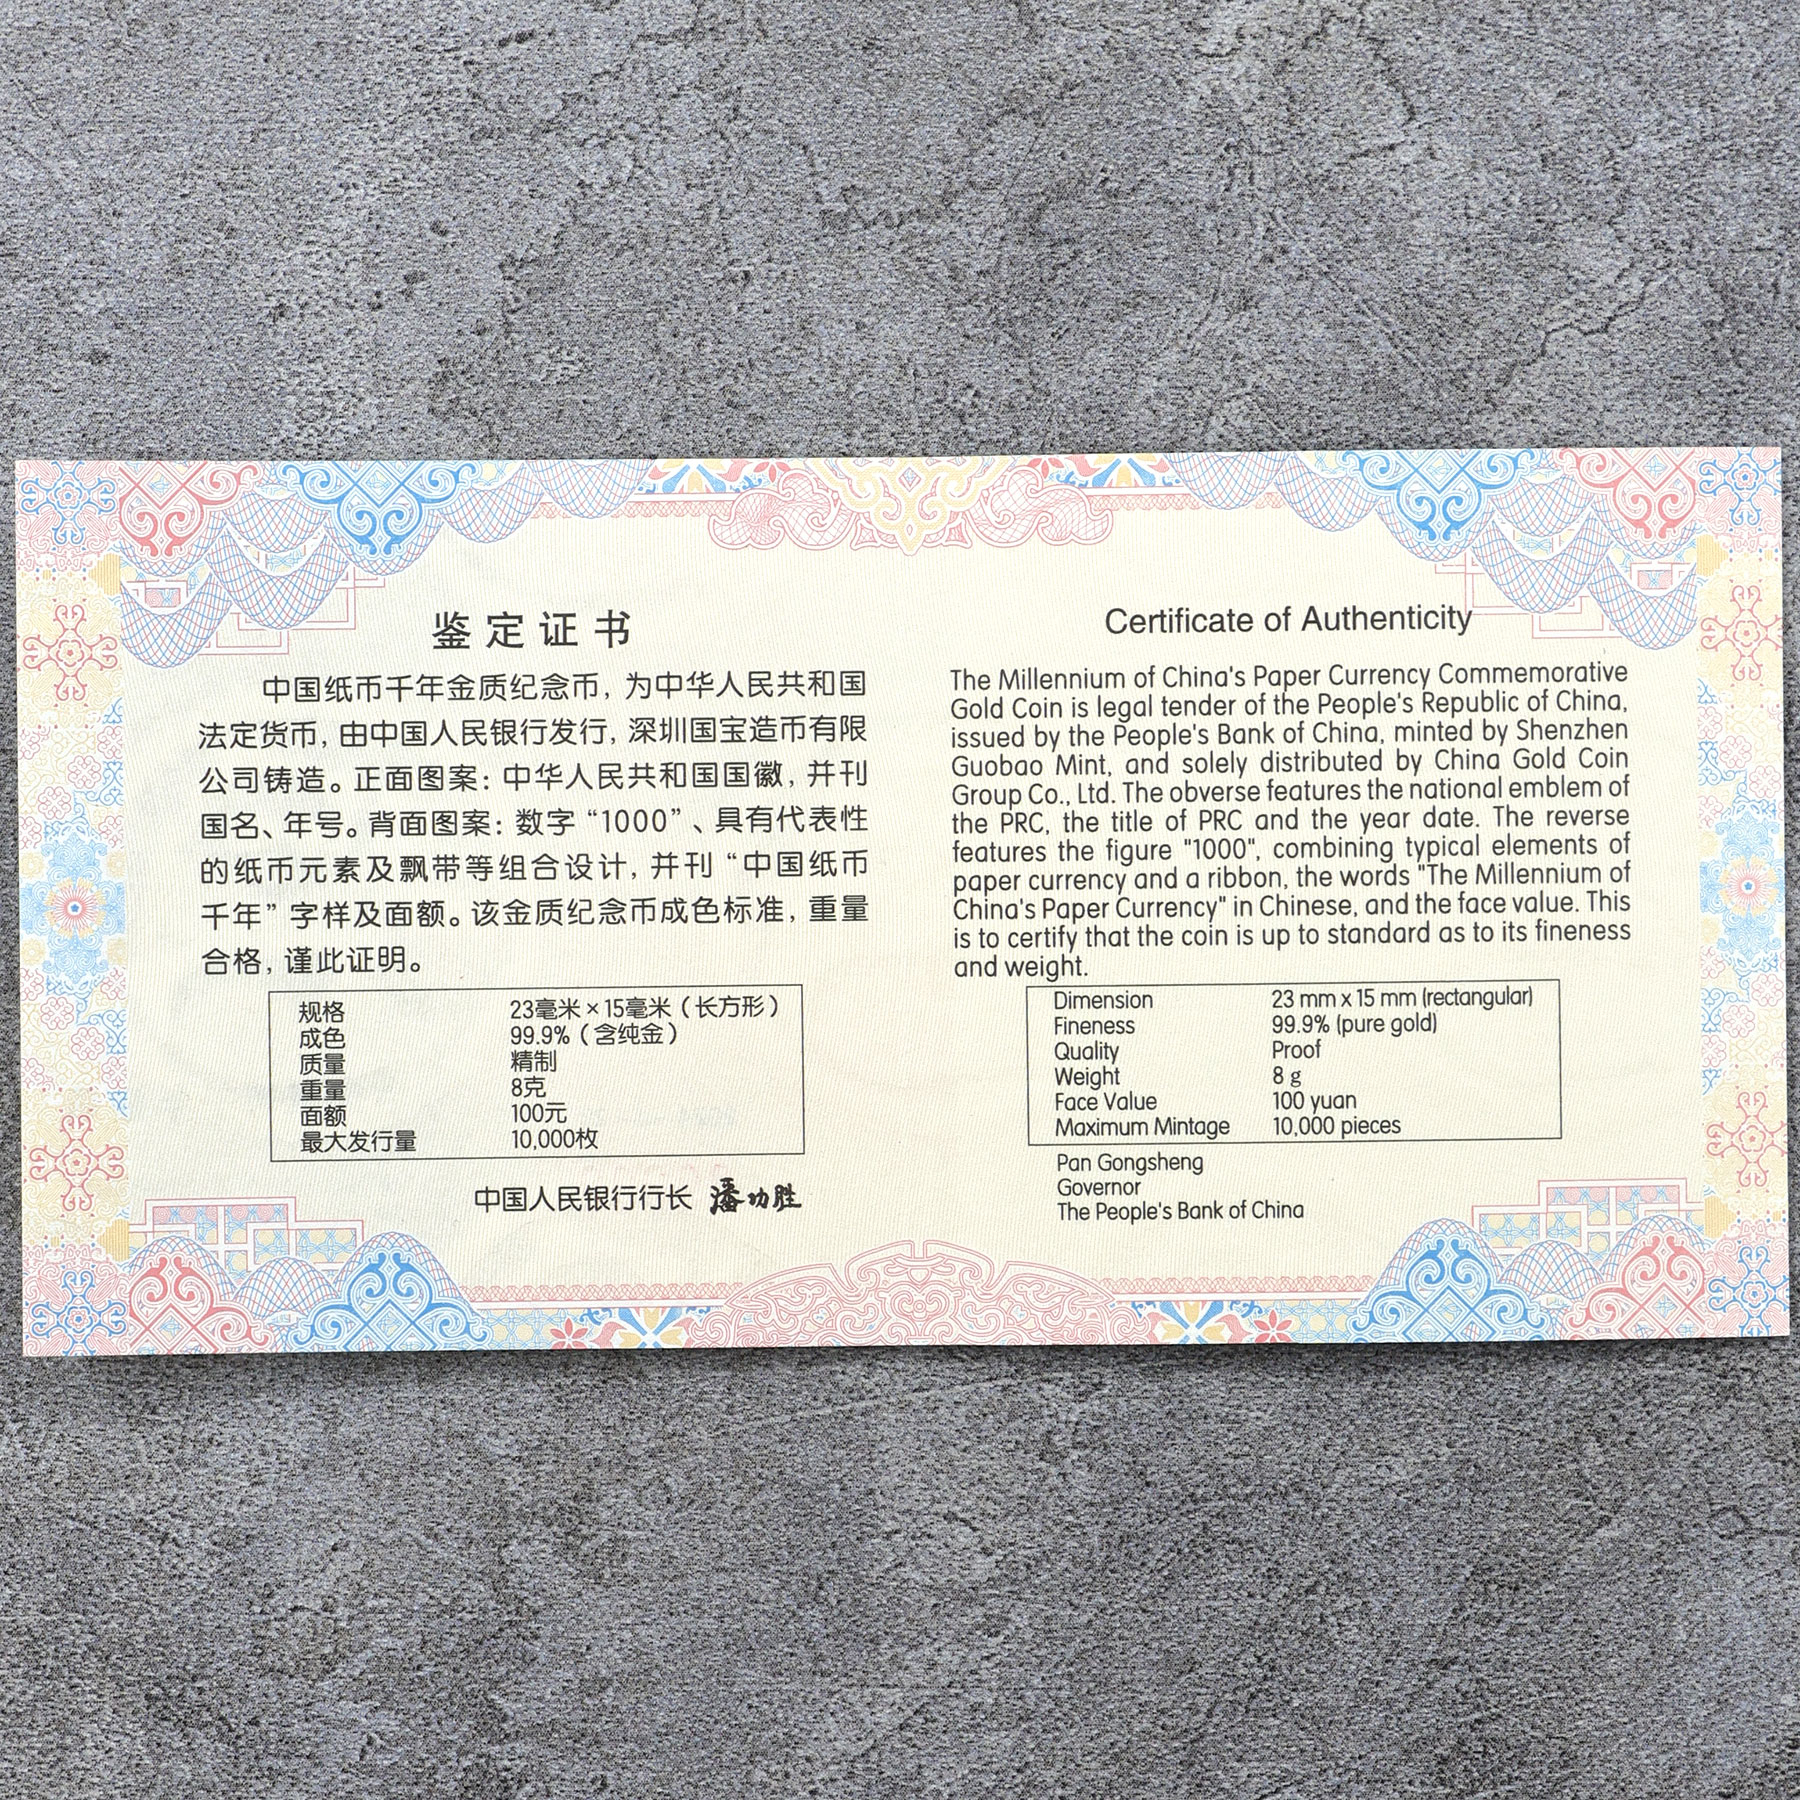 鉴定证书
中国纸币千年金质纪念币，为中华人民共和国
法定货币，由中国人民银行发行，深圳国宝造币有限
公司铸造。正面图案：中华人民共和国国徽，并刊
国名、年号。背面图案：数字“1000”、具有代表性
的纸币元素及飘带等组合设计，并刊“中国纸币
千年”字样及面额。该金质纪念币成色标准，重量
合格，谨此证明。
规格 23毫米×15毫米（长方形）
成色 99.9%（含纯金）
质量 精制
重量 8克
面额 100元
最大发行量 10,000枚
中国人民银行行长 潘功胜
Certificate of Authenticity
The Millennium of China's Paper Currency Commemorative
Gold Coin is legal tender of the People's Republic of China,
issued by the People's Bank of China, minted by Shenzhen
Guobao Mint, and solely distributed by China Gold Coin
Group Co., Ltd. The obverse features the national emblem of
the PRC, the title of PRC and the year date. The reverse
features the figure "1000", combining typical elements of
paper currency and a ribbon, the words "The Millennium of
China's Paper Currency" in Chinese, and the face value. This
is to certify that the coin is up to standard as to its fineness
and weight.
Dimension 23 mm x 15 mm (rectangular)
Fineness 99.9% (pure gold)
Quality Proof
Weight 8 g
Face Value 100 yuan
Maximum Mintage 10,000 pieces
Pan Gongsheng
Governor
The People's Bank of China